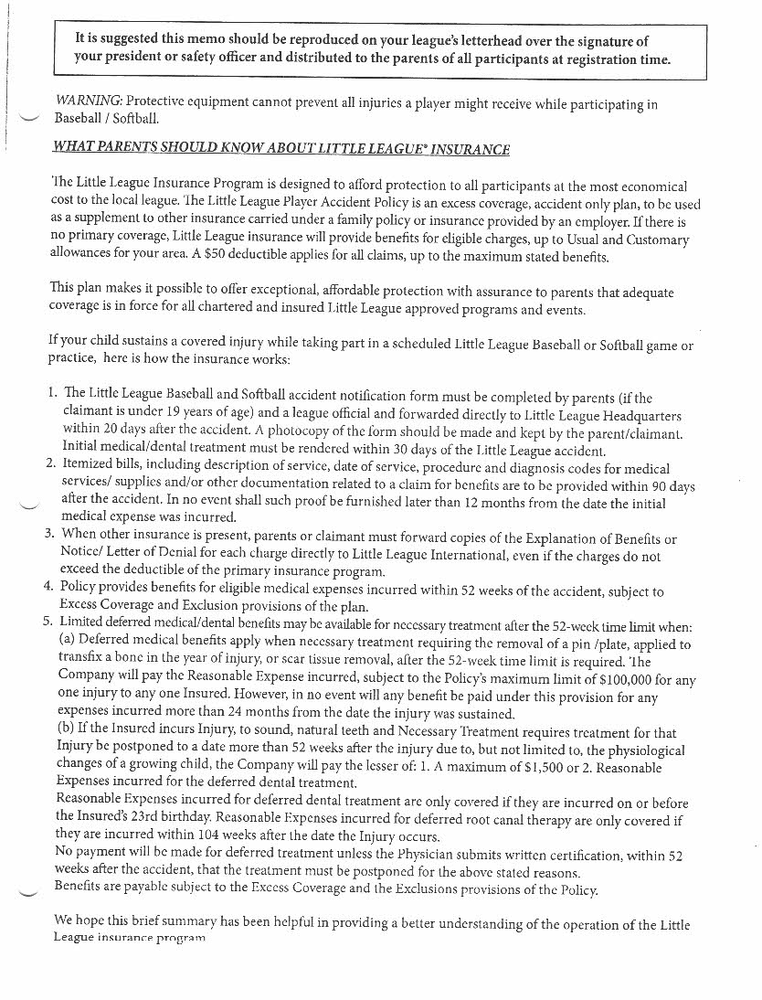 It is suggested this memo should be reproduced on your league's letterhead over the signature of
your president or safety officer and distributed to the parents of all participants at registration time.
WARNING: Protective equipment cannot prevent all injuries a player might receive while participating in
Baseball / Softball.
WHAT PARENTS SHOULD KNOW ABOUT LITTLE LEAGUE® INSURANCE
The Little League Insurance Program is designed to afford protection to all participants at the most economical
cost to the local league. The Little League Player Accident Policy is an excess coverage, accident only plan, to be used
as a supplement to other insurance carried under a family policy or insurance provided by an employer. If there is
no primary coverage, Little League insurance will provide benefits for eligible charges, up to Usual and Customary
allowances for your area. A $50 deductible applies for all claims, up to the maximum stated benefits.
This plan makes it possible to offer exceptional, affordable protection with assurance to parents that adequate
coverage is in force for all chartered and insured Little League approved programs and events.
If your child sustains a covered injury while taking part in a scheduled Little League Baseball or Softball game or
practice, here is how the insurance works:
1. The Little League Baseball and Softball accident notification form must be completed by parents (if the
claimant is under 19 years of age) and a league official and forwarded directly to Little League Headquarters
within 20 days after the accident. A photocopy of the form should be made and kept by the parent/claimant.
Initial medical/dental treatment must be rendered within 30 days of the Little League accident.
2. Itemized bills, including description of service, date of service, procedure and diagnosis codes for medical
services/ supplies and/or other documentation related to a claim for benefits are to be provided within 90 days
after the accident. In no event shall such proof be furnished later than 12 months from the date the initial
medical expense was incurred.
3. When other insurance is present, parents or claimant must forward copies of the Explanation of Benefits or
Notice/ Letter of Denial for each charge directly to Little League International, even if the charges do not
exceed the deductible of the primary insurance program.
4. Policy provides benefits for eligible medical expenses incurred within 52 weeks of the accident, subject to
Excess Coverage and Exclusion provisions of the plan.
5. Limited deferred medical/dental benefits may be available for necessary treatment after the 52-week time limit when:
(a) Deferred medical benefits apply when necessary treatment requiring the removal of a pin /plate, applied to
transfix a bone in the year of injury, or scar tissue removal, after the 52-week time limit is required. The
Company will pay the Reasonable Expense incurred, subject to the Policy's maximum limit of $100,000 for any
one injury to any one Insured. However, in no event will any benefit be paid under this provision for any
expenses incurred more than 24 months from the date the injury was sustained.
(b) If the Insured incurs Injury, to sound, natural teeth and Necessary Treatment requires treatment for that
Injury be postponed to a date more than 52 weeks after the injury due to, but not limited to, the physiological
changes of a growing child, the Company will pay the lesser of: 1. A maximum of $1,500 or 2. Reasonable
Expenses incurred for the deferred dental treatment.
Reasonable Expenses incurred for deferred dental treatment are only covered if they are incurred on or before
the Insured's 23rd birthday. Reasonable Expenses incurred for deferred root canal therapy are only covered if
they are incurred within 104 weeks after the date the Injury occurs.
No payment will be made for deferred treatment unless the Physician submits written certification, within 52
weeks after the accident, that the treatment must be postponed for the above stated reasons.
Benefits are payable subject to the Excess Coverage and the Exclusions provisions of the Policy.
We hope this brief summary has been helpful in providing a better understanding of the operation of the Little
League insurance program